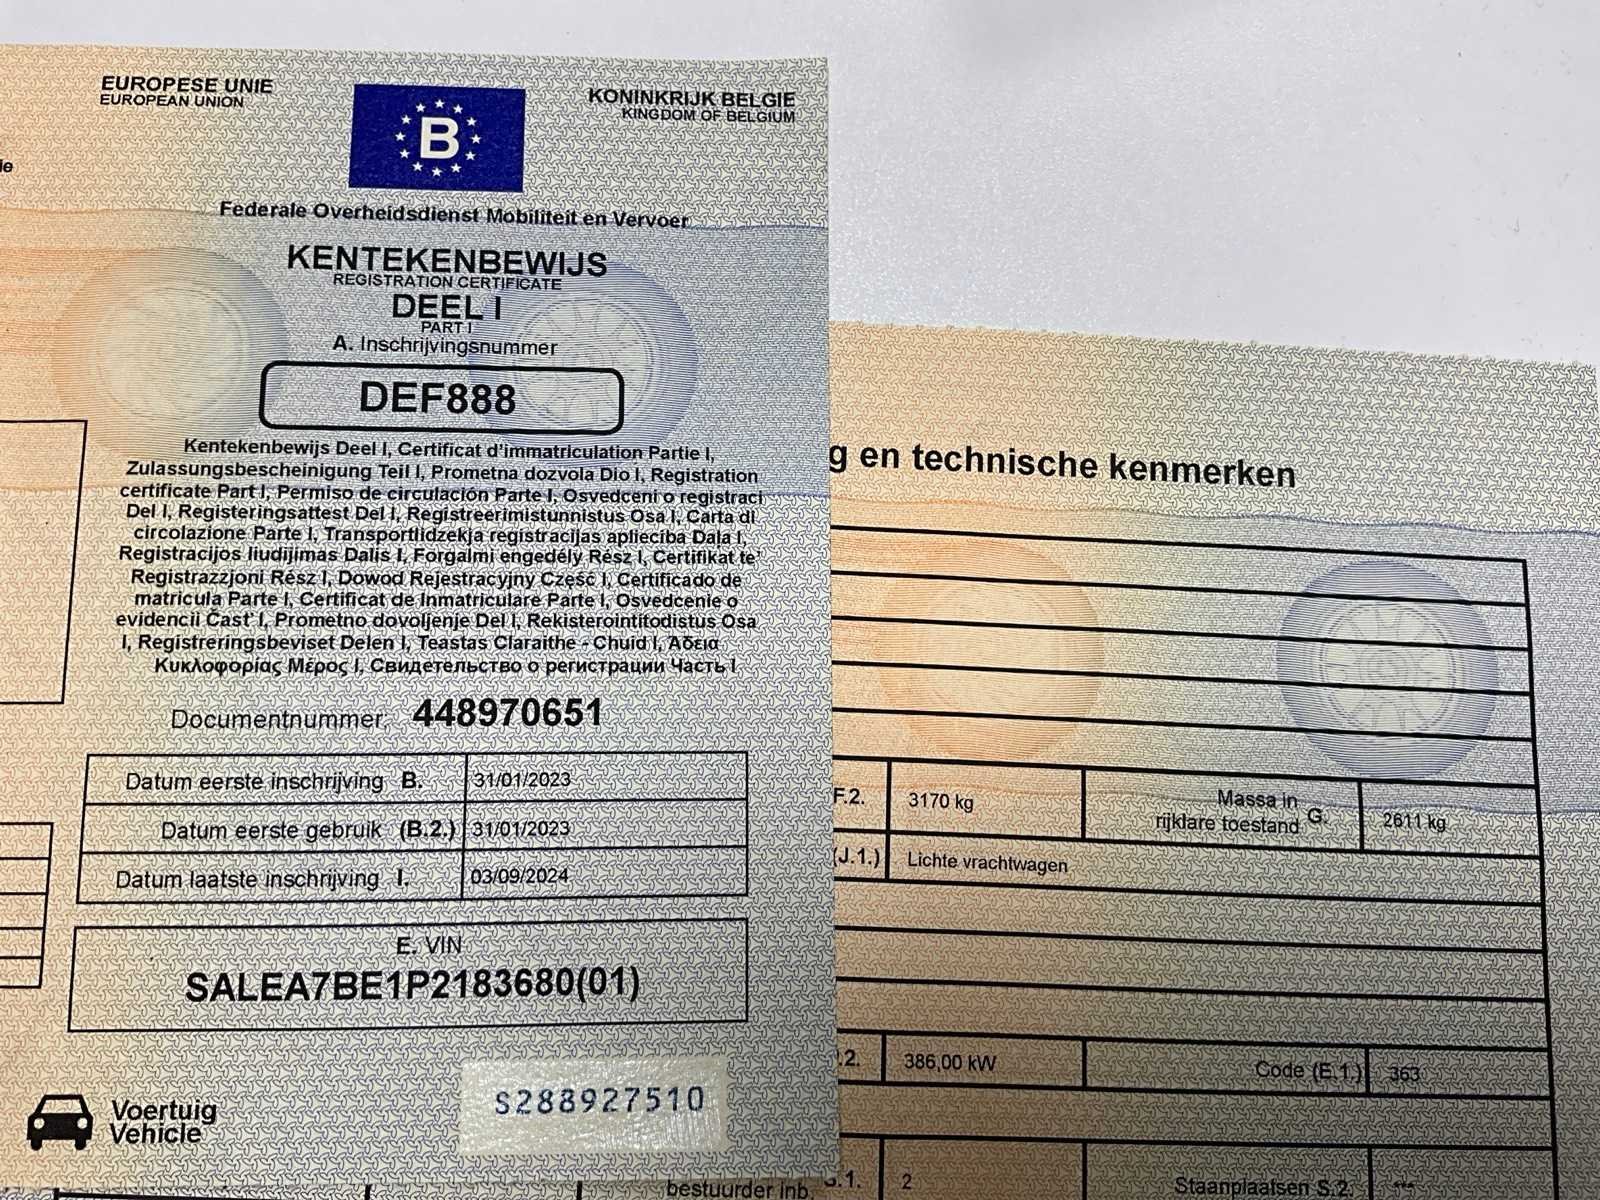 EUROPESE UNIE
EUROPEAN UNION
B
KONINKRIJK BELGIE
KINGDOM OF BELGIUM
Federale Overheidsdienst Mobiliteit en Vervoer
KENTEKENBEWIJS
REGISTRATION CERTIFICATE
DEEL I
PART I
A. Inschrijvingsnummer
DEF888
Kentekenbewijs Deel I, Certificat d'immatriculation Partie I,
Zulassungsbescheinigung Teil I, Prometna dozvola Dio I, Registration
certificate Part I, Permiso de circulación Parte I, Osvedceni o registraci
Del I, Registeringsattest Del I, Registreerimistunnistus Osa I, Carta di
circolazione Parte I, Transportlidzekja registracijas aplieciba Daļa I,
Registracijos liudijimas Dalis I, Forgalmi engedély Rész I, Certifikat te'
Registrazzjoni Rész I, Dowod Rejestracyjny Część I, Certificado de
matricula Parte I, Certificat de Inmatriculare Parte I, Osvedcenie o
evidencii Čast' I, Prometno dovoljenje Del I, Rekisterointitodistus Osa
I, Registreringsbeviset Delen I, Teastas Claraithe - Chuid I, Άδεια
Κυκλοφορίας Μέρος I, Свидетельство о регистрации Часть I
Documentnummer: 448970651
Datum eerste inschrijving B. 31/01/2023
Datum eerste gebruik (B.2.) 31/01/2023
Datum laatste inschrijving I. 03/09/2024
E. VIN
SALEA7BE1P2183680(01)
S288927510
Voertuig
Vehicle
g en technische kenmerken
F.2. 3170 kg Massa in rijklare toestand G. 2611 kg
(J.1.) Lichte vrachtwagen
.2. 386,00 kW Code (E.1.) 363
bestuurder inb. S.1. 2 Staanplaatsen S.2. ***